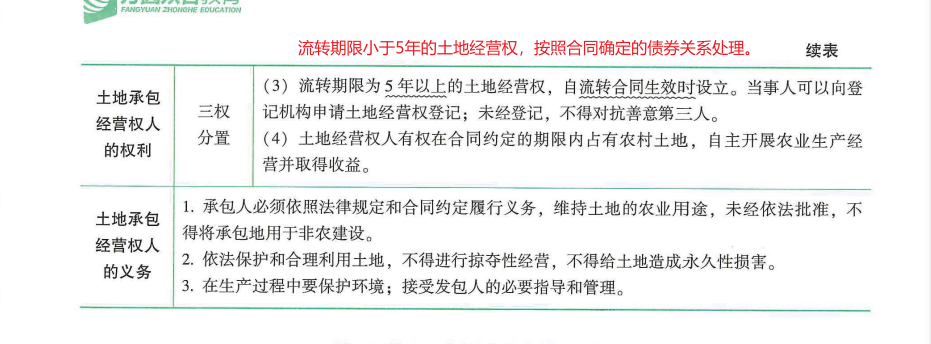 FANGYUAN ZHONGHE EDUCATION
流转期限小于5年的土地经营权，按照合同确定的债券关系处理。
续表
土地承包
经营权人
的权利
三权
分置
（3）流转期限为5年以上的土地经营权，自流转合同生效时设立。当事人可以向登
记机构申请土地经营权登记；未经登记，不得对抗善意第三人。
（4）土地经营权人有权在合同约定的期限内占有农村土地，自主开展农业生产经
营并取得收益。
土地承包
经营权人
的义务
1. 承包人必须依照法律规定和合同约定履行义务，维持土地的农业用途，未经依法批准，不
得将承包地用于非农建设。
2. 依法保护和合理利用土地，不得进行掠夺性经营，不得给土地造成永久性损害。
3. 在生产过程中要保护环境；接受发包人的必要指导和管理。